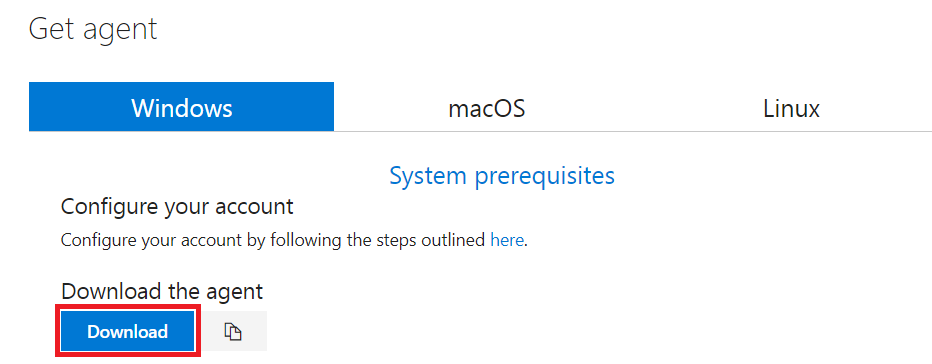 Get agent
Windows macOS Linux
System prerequisites
Configure your account
Configure your account by following the steps outlined here.
Download the agent
Download